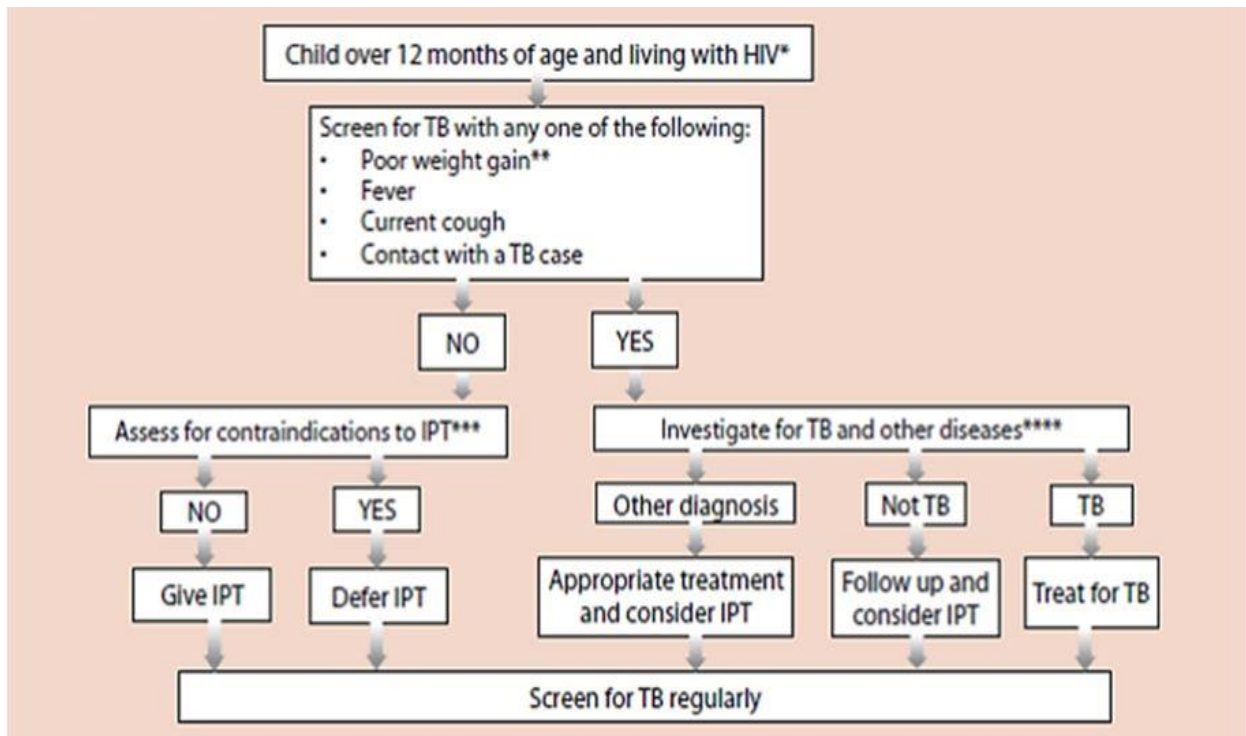 Child over 12 months of age and living with HIV*
Screen for TB with any one of the following:
• Poor weight gain**
• Fever
• Current cough
• Contact with a TB case
NO
YES
Assess for contraindications to IPT***
Investigate for TB and other diseases****
NO
YES
Other diagnosis
Not TB
TB
Give IPT
Defer IPT
Appropriate treatment
and consider IPT
Follow up and
consider IPT
Treat for TB
Screen for TB regularly